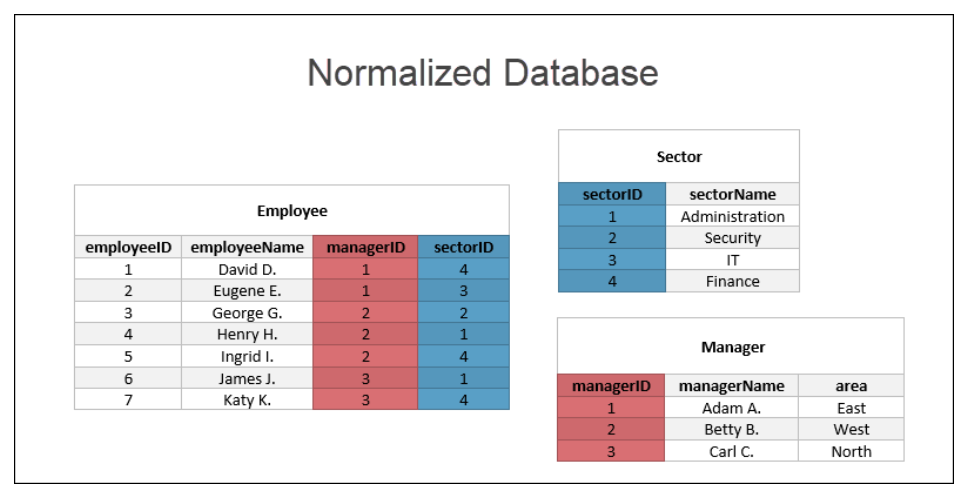 Normalized Database
Employee
employeeID employeeName managerID sectorID
1 David D. 1 4
2 Eugene E. 1 3
3 George G. 2 2
4 Henry H. 2 1
5 Ingrid I. 2 4
6 James J. 3 1
7 Katy K. 3 4
Sector
sectorID sectorName
1 Administration
2 Security
3 IT
4 Finance
Manager
managerID managerName area
1 Adam A. East
2 Betty B. West
3 Carl C. North